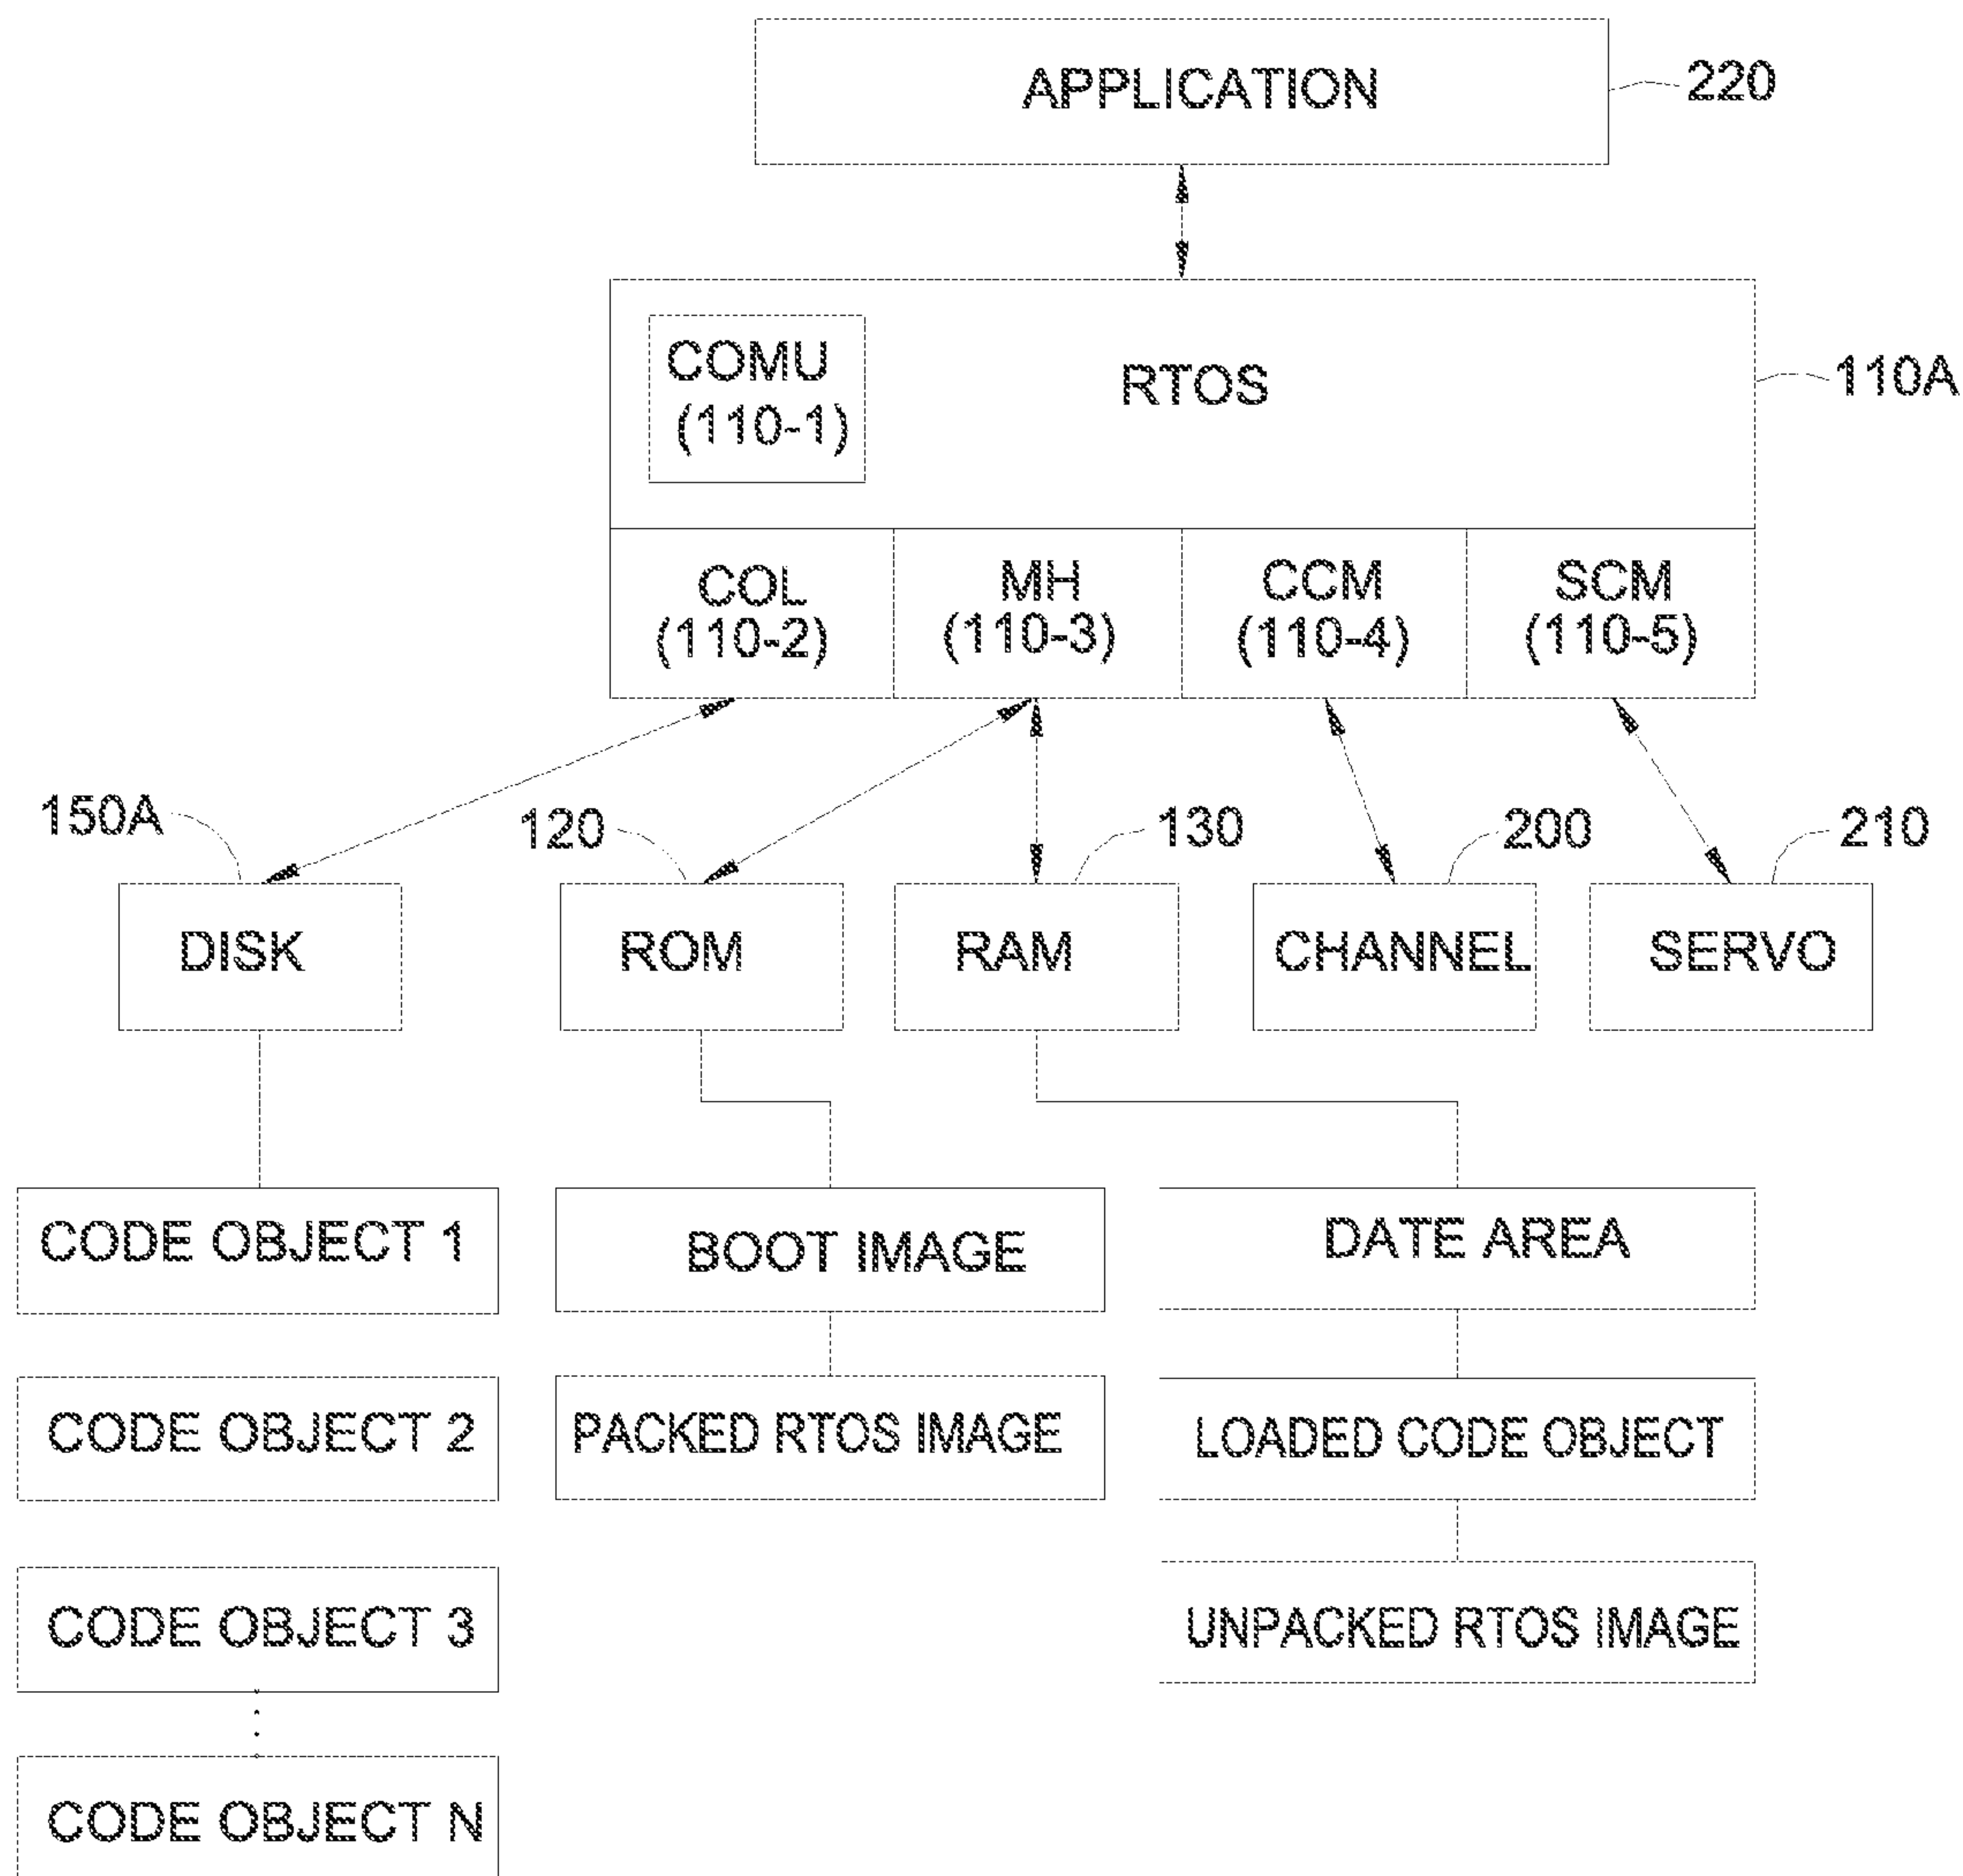 APPLICATION
220
COMU
(110-1)
RTOS
110A
COL
(110-2)
MH
(110-3)
CCM
(110-4)
SCM
(110-5)
150A
120
130
200
210
DISK
ROM
RAM
CHANNEL
SERVO
CODE OBJECT 1
BOOT IMAGE
DATE AREA
CODE OBJECT 2
PACKED RTOS IMAGE
LOADED CODE OBJECT
CODE OBJECT 3
UNPACKED RTOS IMAGE
CODE OBJECT N